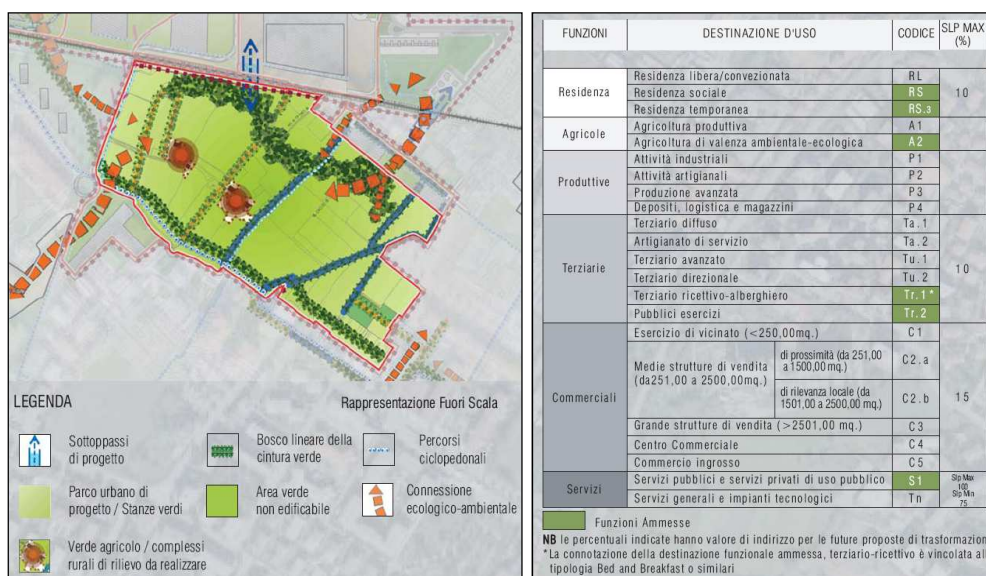 LEGENDA
Rappresentazione Fuori Scala
Sottopassi
di progetto
Bosco lineare della
cintura verde
Percorsi
ciclopedonali
Parco urbano di
progetto / Stanze verdi
Area verde
non edificabile
Connessione
ecologico-ambientale
Verde agricolo / complessi
rurali di rilievo da realizzare
FUNZIONI DESTINAZIONE D'USO CODICE SLP MAX
(%)
Residenza
Residenza libera/convezionata RL
Residenza sociale RS 10
Residenza temporanea RS.3
Agricole
Agricoltura produttiva A1
Agricoltura di valenza ambientale-ecologica A2
Produttive
Attività industriali P1
Attività artigianali P2
Produzione avanzata P3
Depositi, logistica e magazzini P4
Terziarie
Terziario diffuso Ta.1
Artigianato di servizio Ta.2
Terziario avanzato Tu.1 10
Terziario direzionale Tu.2
Terziario ricettivo-alberghiero Tr.1*
Pubblici esercizi Tr.2
Commerciali
Esercizio di vicinato (<250,00mq.) C1
Medie strutture di vendita
(da251,00 a 2500,00mq.)
di prossimità (da 251,00
a 1500,00mq.) C2.a
di rilevanza locale (da
1501,00 a 2500,00 mq.) C2.b 15
Grande strutture di vendita (>2501,00 mq.) C3
Centro Commerciale C4
Commercio ingrosso C5
Servizi
Servizi pubblici e servizi privati di uso pubblico S1
Servizi generali e impianti tecnologici Tn
Slp Max
100
Slp Min
75
Funzioni Ammesse
NB le percentuali indicate hanno valore di indirizzo per le future proposte di trasformazion
*La connotazione della destinazione funzionale ammessa, terziario-ricettivo è vincolata all
tipologia Bed and Breakfast o similari